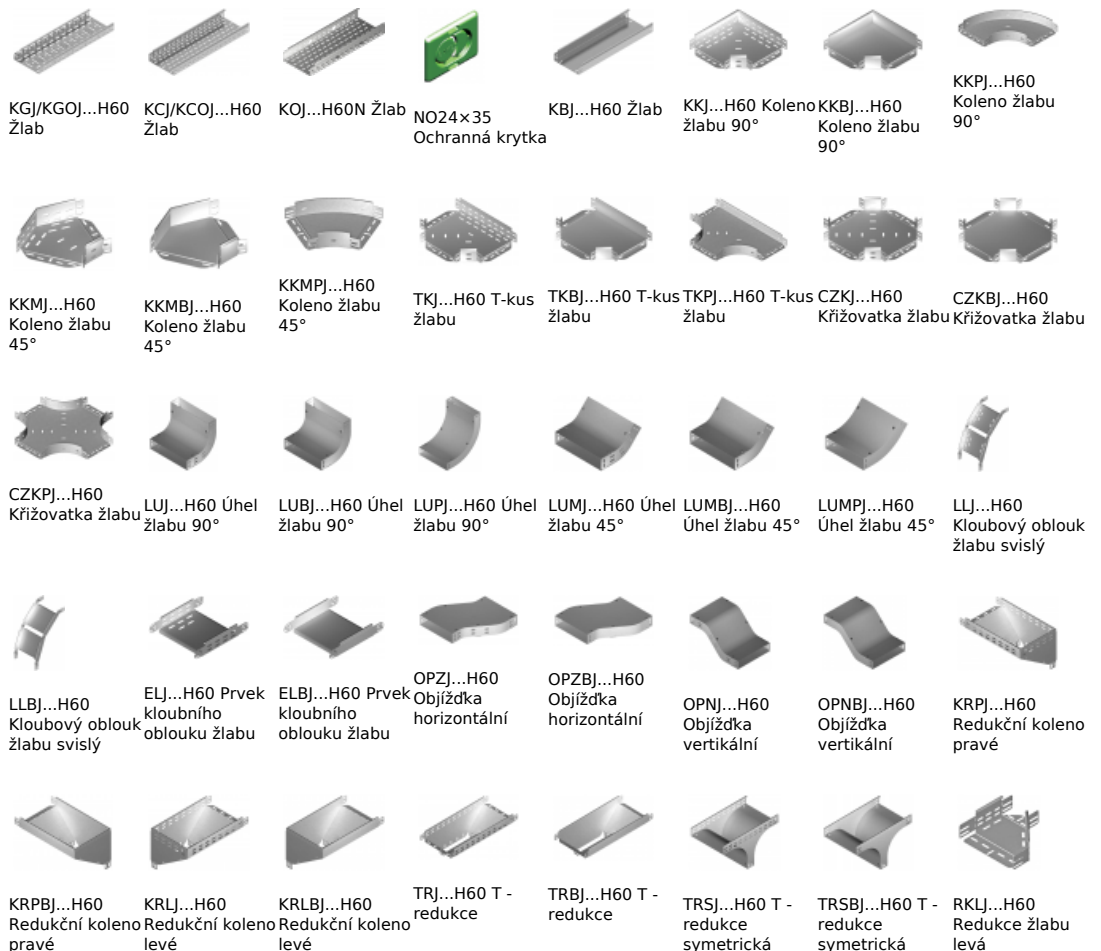 KGJ/KGOJ...H60
Žlab
KCJ/KCOJ...H60
Žlab
KOJ...H60N Žlab
NO24×35
Ochranná krytka
KBJ...H60 Žlab
KKJ...H60 Koleno
žlabu 90°
KKBJ...H60
Koleno žlabu
90°
KKPJ...H60
Koleno žlabu
90°
KKMJ...H60
Koleno žlabu
45°
KKMBJ...H60
Koleno žlabu
45°
KKMPJ...H60
Koleno žlabu
45°
TKJ...H60 T-kus
žlabu
TKBJ...H60 T-kus
žlabu
TKPJ...H60 T-kus
žlabu
CZKJ...H60
Křižovatka žlabu
CZKBJ...H60
Křižovatka žlabu
CZKPJ...H60
Křižovatka žlabu
LUJ...H60 Úhel
žlabu 90°
LUBJ...H60 Úhel
žlabu 90°
LUPJ...H60 Úhel
žlabu 90°
LUMJ...H60 Úhel
žlabu 45°
LUMBJ...H60
Úhel žlabu 45°
LUMPJ...H60
Úhel žlabu 45°
LLJ...H60
Kloubový oblouk
žlabu svislý
LLBJ...H60
Kloubový oblouk
žlabu svislý
ELJ...H60 Prvek
kloubního
oblouku žlabu
ELBJ...H60 Prvek
kloubního
oblouku žlabu
OPZJ...H60
Objížďka
horizontální
OPZBJ...H60
Objížďka
horizontální
OPNJ...H60
Objížďka
vertikální
OPNBJ...H60
Objížďka
vertikální
KRPJ...H60
Redukční koleno
pravé
KRPBJ...H60
Redukční koleno
pravé
KRLJ...H60
Redukční koleno
levé
KRLBJ...H60
Redukční koleno
levé
TRJ...H60 T -
redukce
TRBJ...H60 T -
redukce
TRSJ...H60 T -
redukce
symetrická
TRSBJ...H60 T -
redukce
symetrická
RKLJ...H60
Redukce žlabu
levá